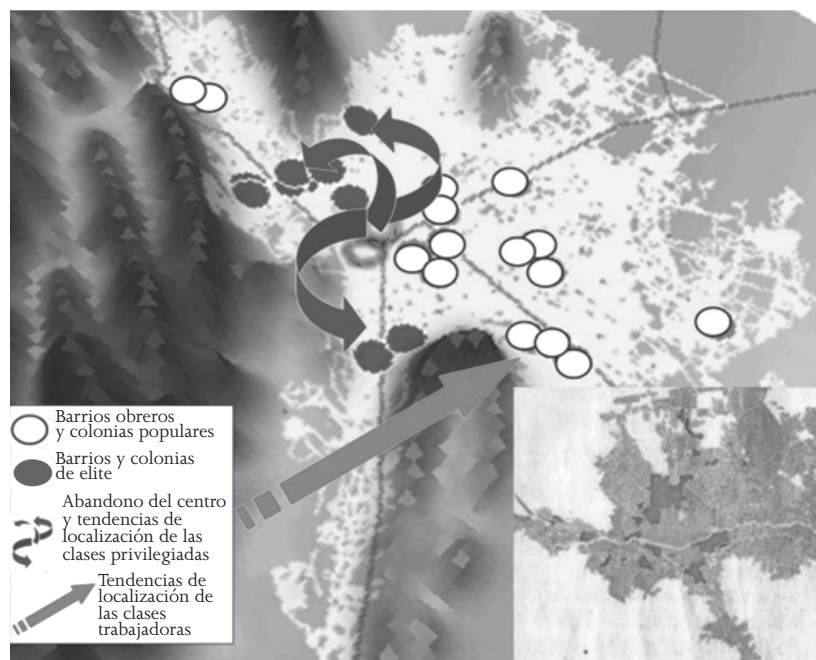 Barrios obreros
y colonias populares
Barrios y colonias
de elite
Abandono del centro
y tendencias de
localización de las
clases privilegiadas
Tendencias de
localización de
las clases
trabajadoras